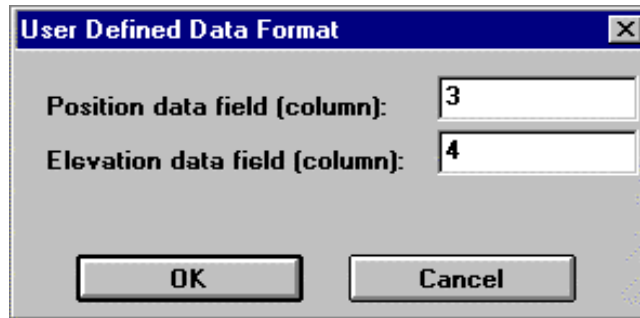 User Defined Data Format
Position data field (column): 3
Elevation data field (column): 4
OK Cancel